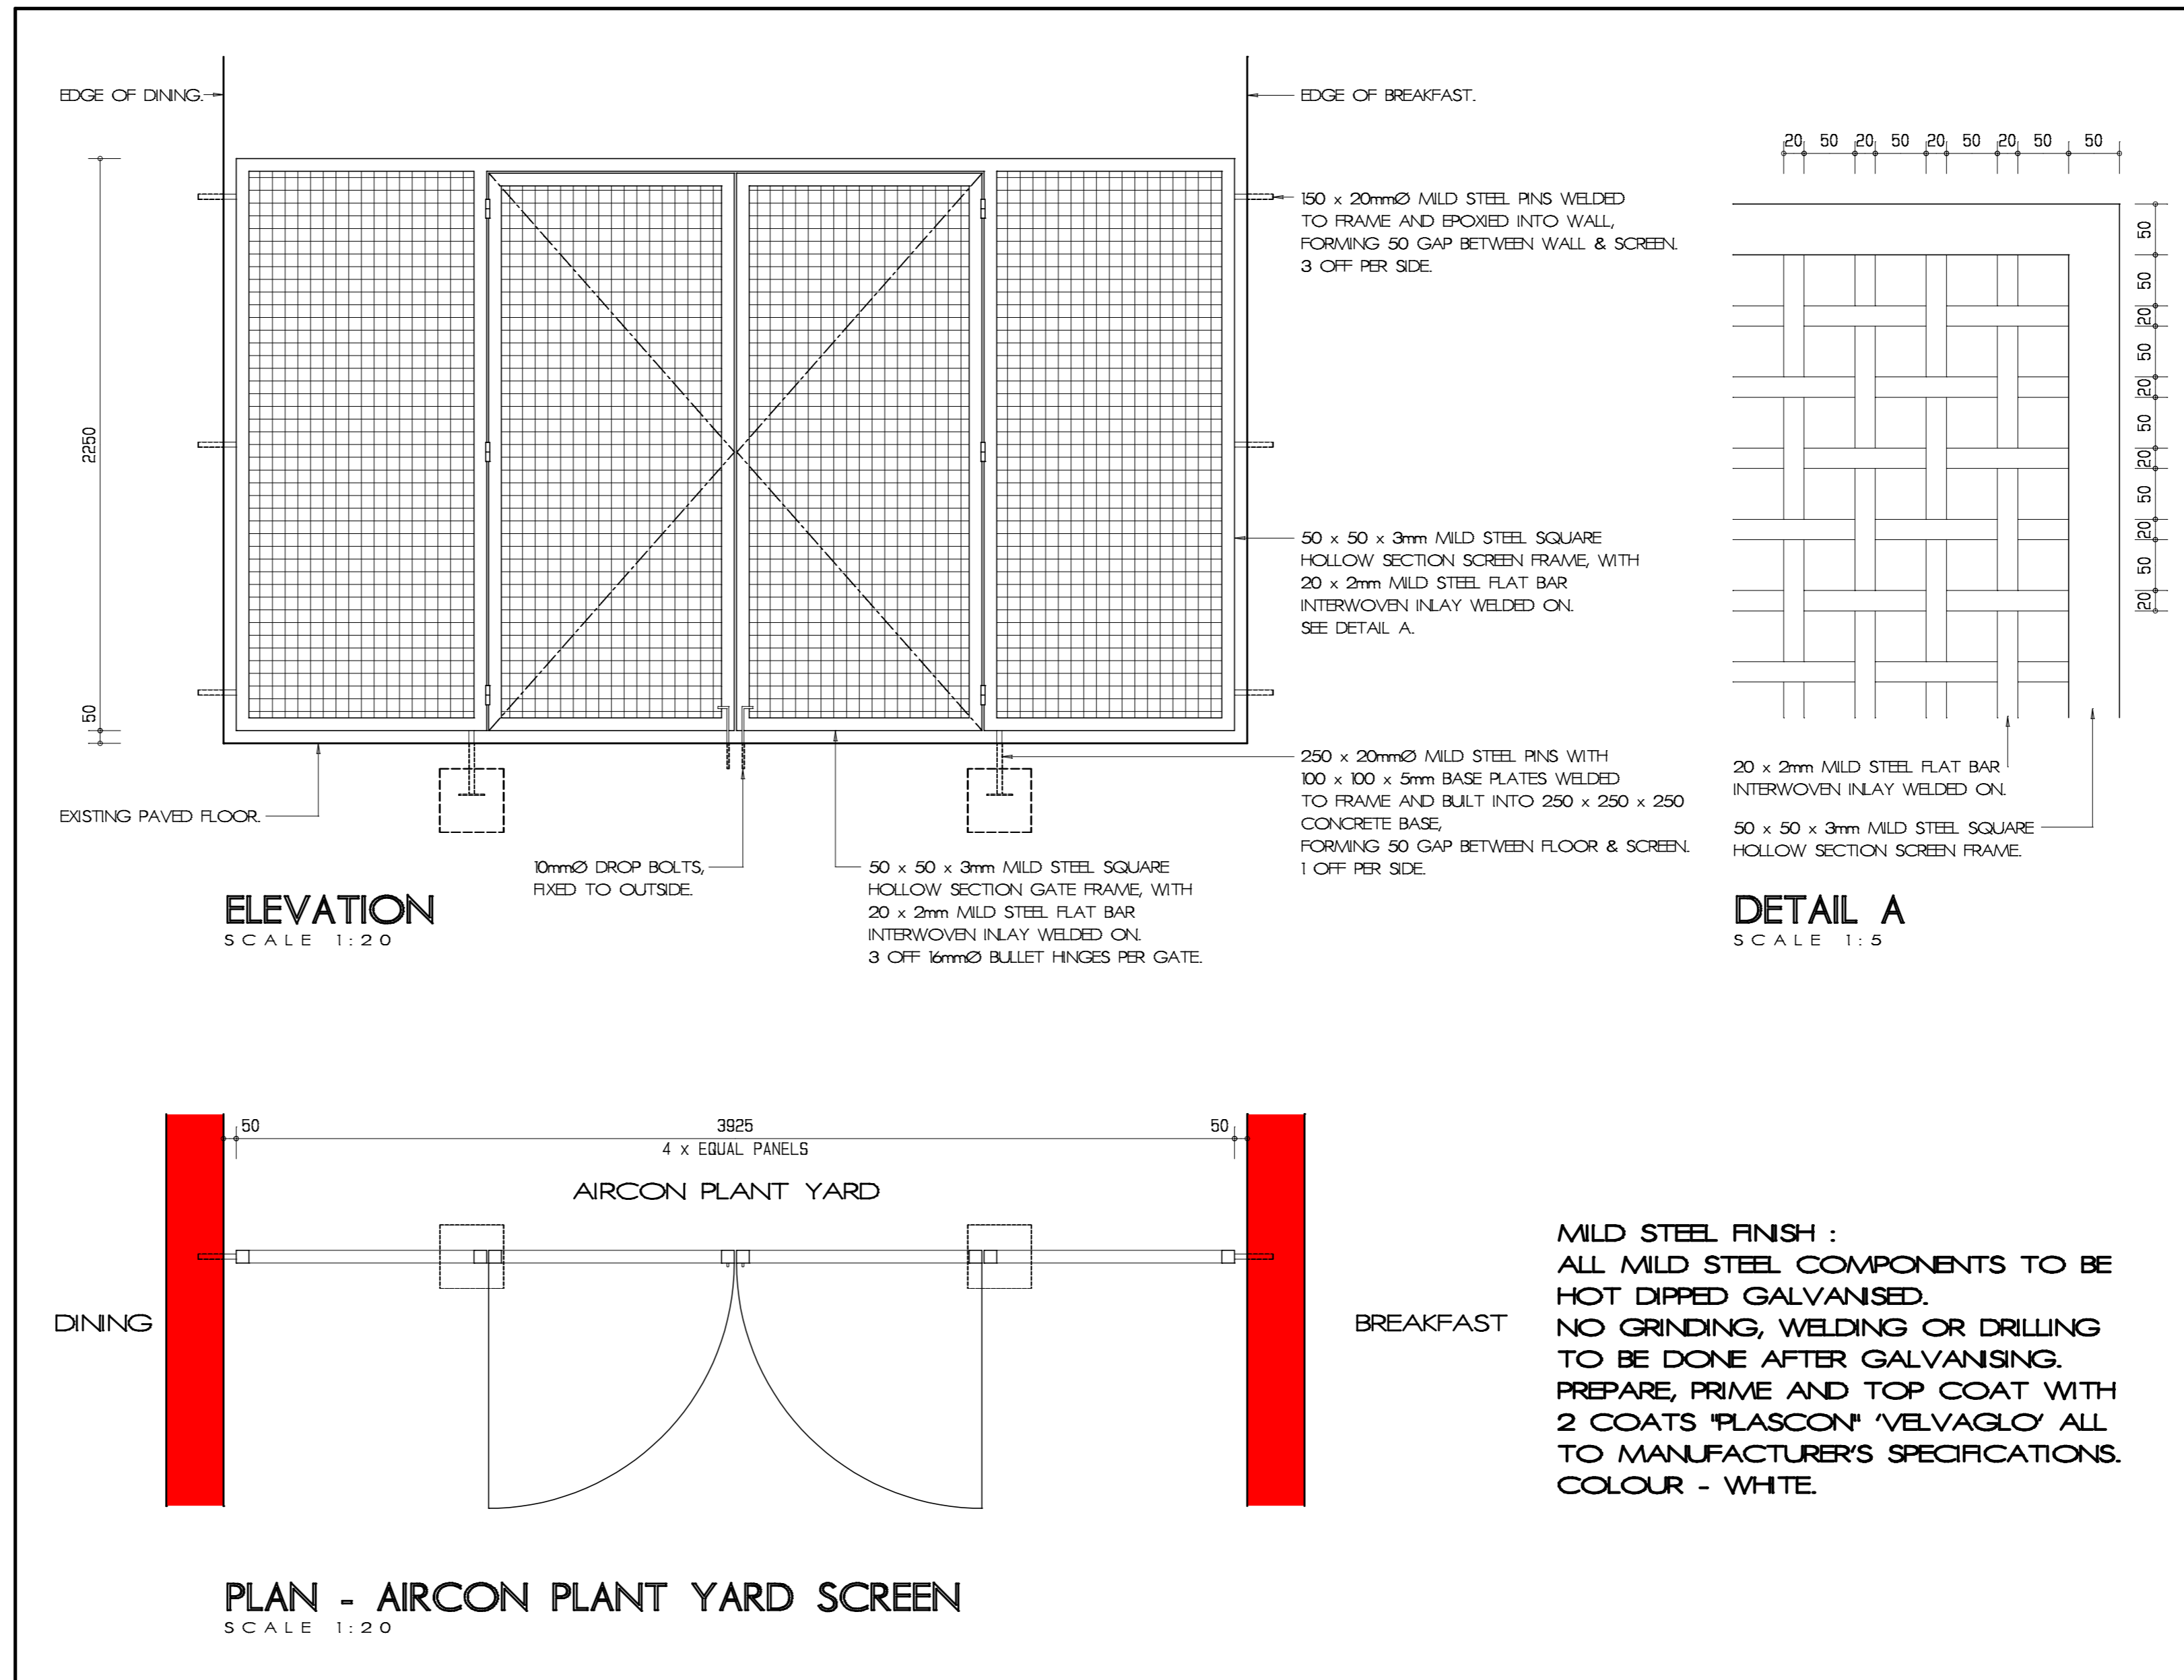 EDGE OF DINING.
EDGE OF BREAKFAST.
20 50 20 50 20 50 20 50 50
150 x 20mmØ MILD STEEL PINS WELDED
TO FRAME AND EPOXIED INTO WALL,
FORMING 50 GAP BETWEEN WALL & SCREEN.
3 OFF PER SIDE.
2250
50
50
50
20
50
20
50
20
50
20
50
20
50 x 50 x 3mm MILD STEEL SQUARE
HOLLOW SECTION SCREEN FRAME, WITH
20 x 2mm MILD STEEL FLAT BAR
INTERWOVEN INLAY WELDED ON.
SEE DETAIL A.
EXISTING PAVED FLOOR.
250 x 20mmØ MILD STEEL PINS WITH
100 x 100 x 5mm BASE PLATES WELDED
TO FRAME AND BUILT INTO 250 x 250 x 250
CONCRETE BASE,
FORMING 50 GAP BETWEEN FLOOR & SCREEN.
1 OFF PER SIDE.
20 x 2mm MILD STEEL FLAT BAR
INTERWOVEN INLAY WELDED ON.
50 x 50 x 3mm MILD STEEL SQUARE
HOLLOW SECTION SCREEN FRAME.
10mmØ DROP BOLTS,
FIXED TO OUTSIDE.
50 x 50 x 3mm MILD STEEL SQUARE
HOLLOW SECTION GATE FRAME, WITH
20 x 2mm MILD STEEL FLAT BAR
INTERWOVEN INLAY WELDED ON.
3 OFF 16mmØ BULLET HINGES PER GATE.
ELEVATION
SCALE 1:20
DETAIL A
SCALE 1:5
50 3925 50
4 x EQUAL PANELS
AIRCON PLANT YARD
DINING
BREAKFAST
MILD STEEL FINISH :
ALL MILD STEEL COMPONENTS TO BE
HOT DIPPED GALVANISED.
NO GRINDING, WELDING OR DRILLING
TO BE DONE AFTER GALVANISING.
PREPARE, PRIME AND TOP COAT WITH
2 COATS "PLASCON" 'VELVAGLO' ALL
TO MANUFACTURER'S SPECIFICATIONS.
COLOUR - WHITE.
PLAN - AIRCON PLANT YARD SCREEN
SCALE 1:20